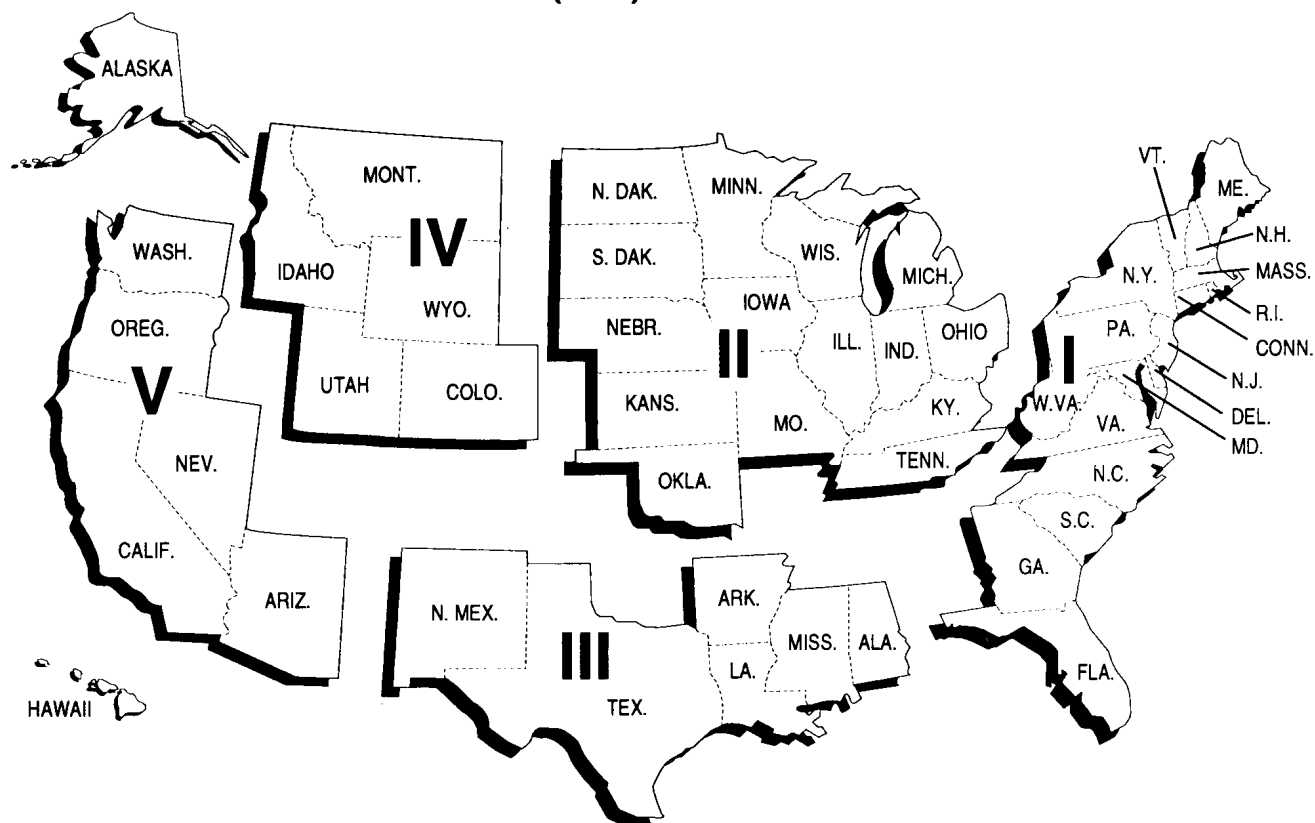 ALASKA
MONT.
IV
IDAHO
WYO.
UTAH
COLO.
WASH.
OREG.
V
NEV.
CALIF.
ARIZ.
HAWAII
N. DAK.
MINN.
S. DAK.
WIS.
MICH.
IOWA
NEBR.
II
ILL.
IND.
OHIO
KANS.
MO.
KY.
TENN.
OKLA.
N. MEX.
III
TEX.
ARK.
LA.
MISS.
ALA.
VT.
ME.
N.H.
MASS.
N.Y.
R.I.
CONN.
PA.
I
N.J.
W.VA.
DEL.
VA.
MD.
N.C.
S.C.
GA.
FLA.